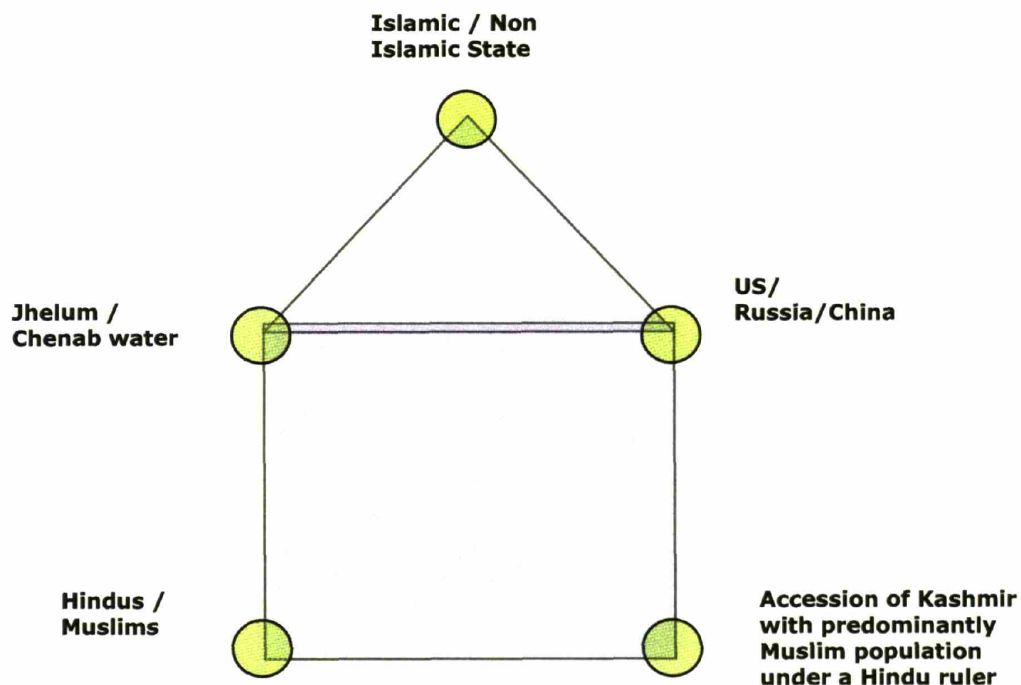 Islamic / Non
Islamic State
Jhelum /
Chenab water
US/
Russia/China
Hindus /
Muslims
Accession of Kashmir
with predominantly
Muslim population
under a Hindu ruler